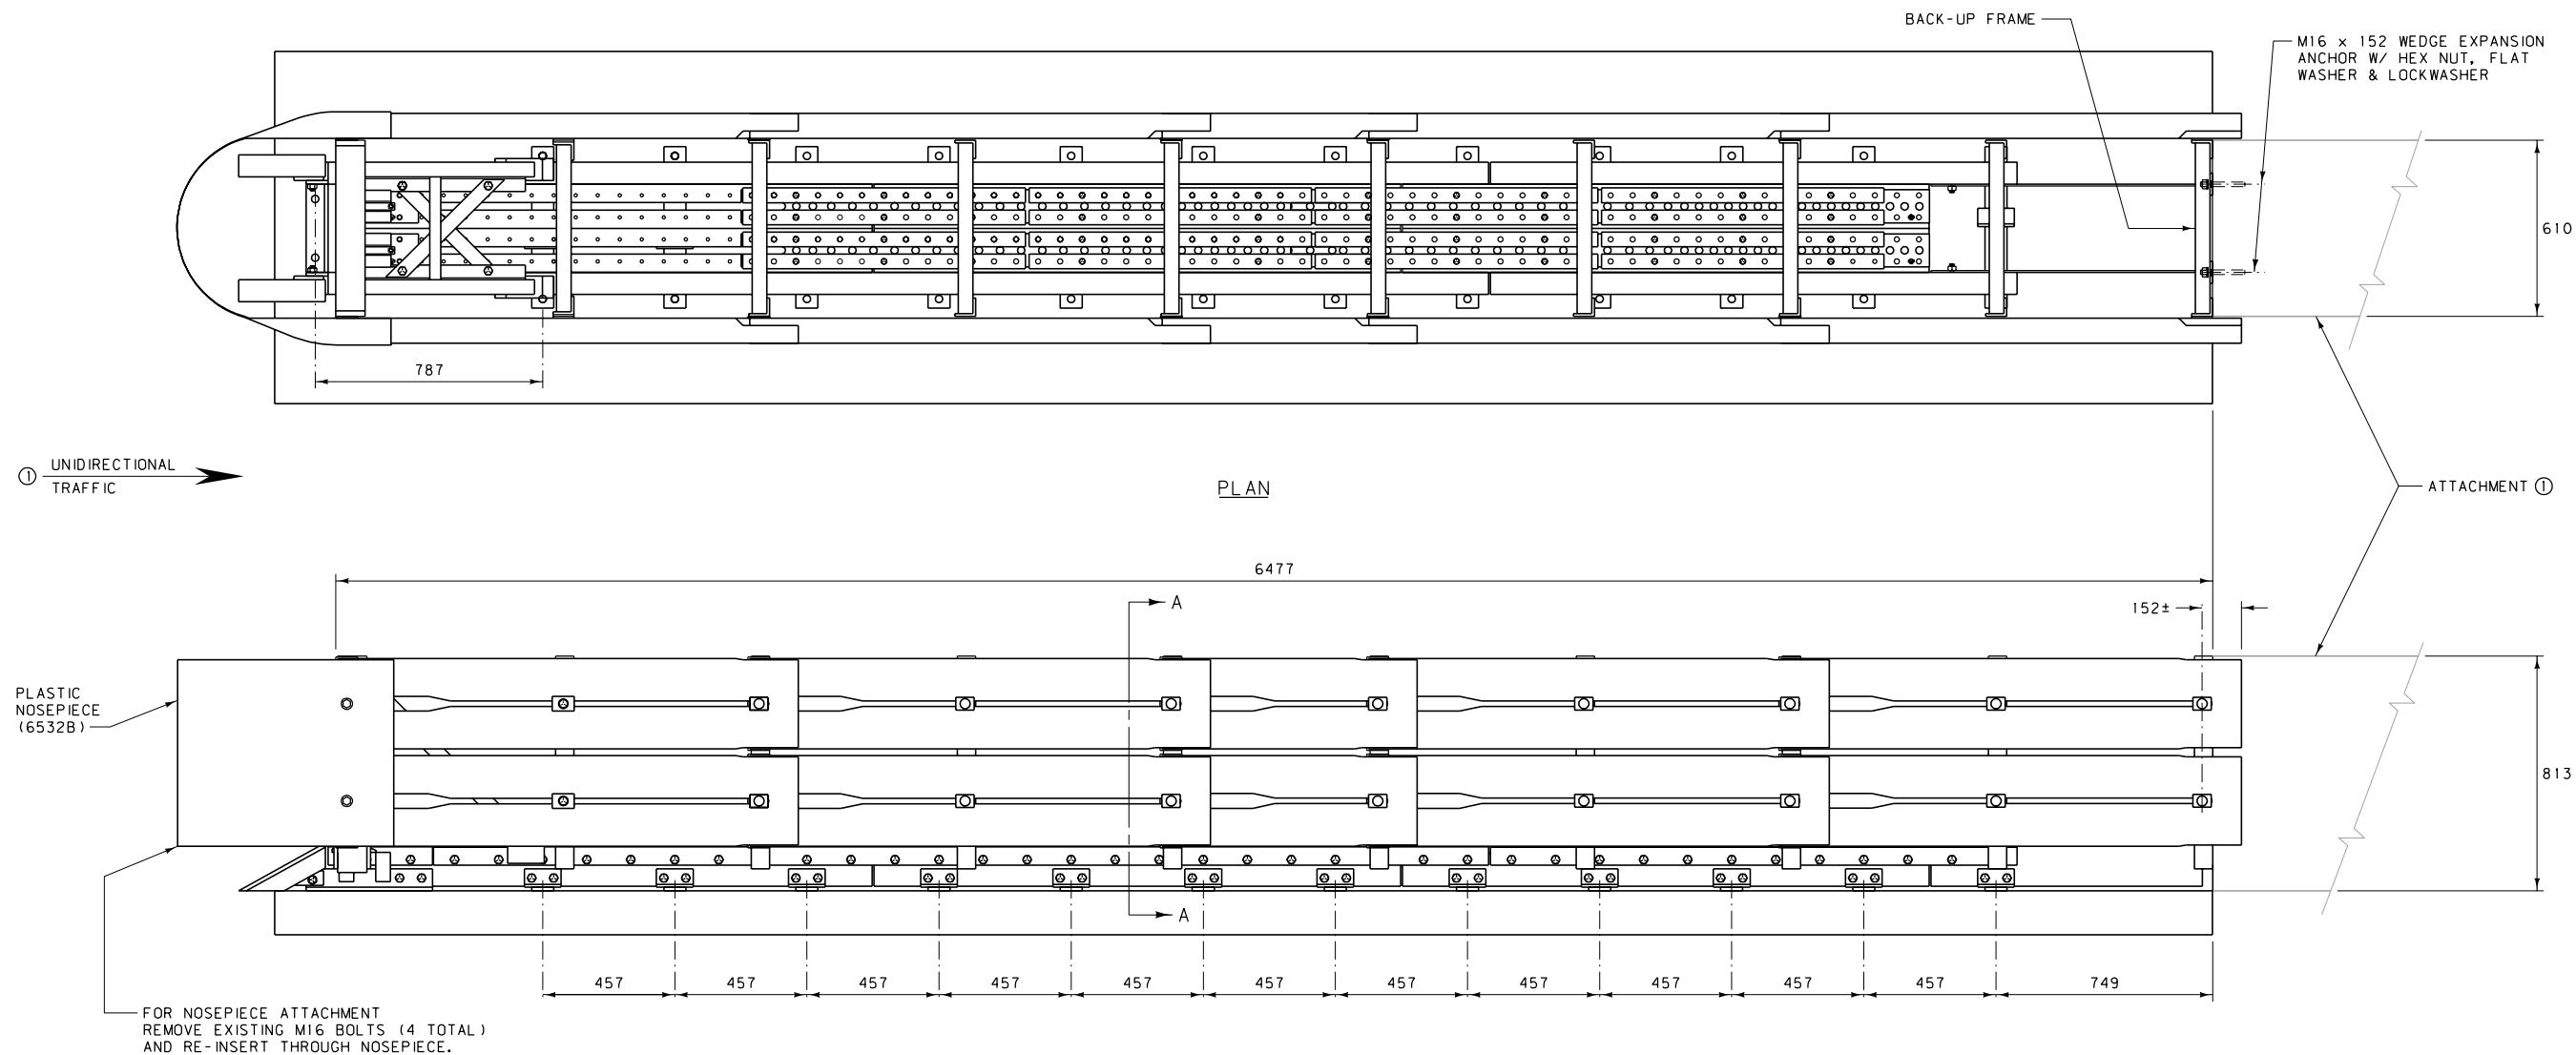 BACK-UP FRAME
M16 x 152 WEDGE EXPANSION
ANCHOR W/ HEX NUT, FLAT
WASHER & LOCKWASHER
610
787
① UNIDIRECTIONAL
TRAFFIC
PLAN
ATTACHMENT ①
6477
A
152±
PLASTIC
NOSEPIECE
(6532B)
813
A
457
457
457
457
457
457
457
457
457
457
457
749
FOR NOSEPIECE ATTACHMENT
REMOVE EXISTING M16 BOLTS (4 TOTAL)
AND RE-INSERT THROUGH NOSEPIECE.